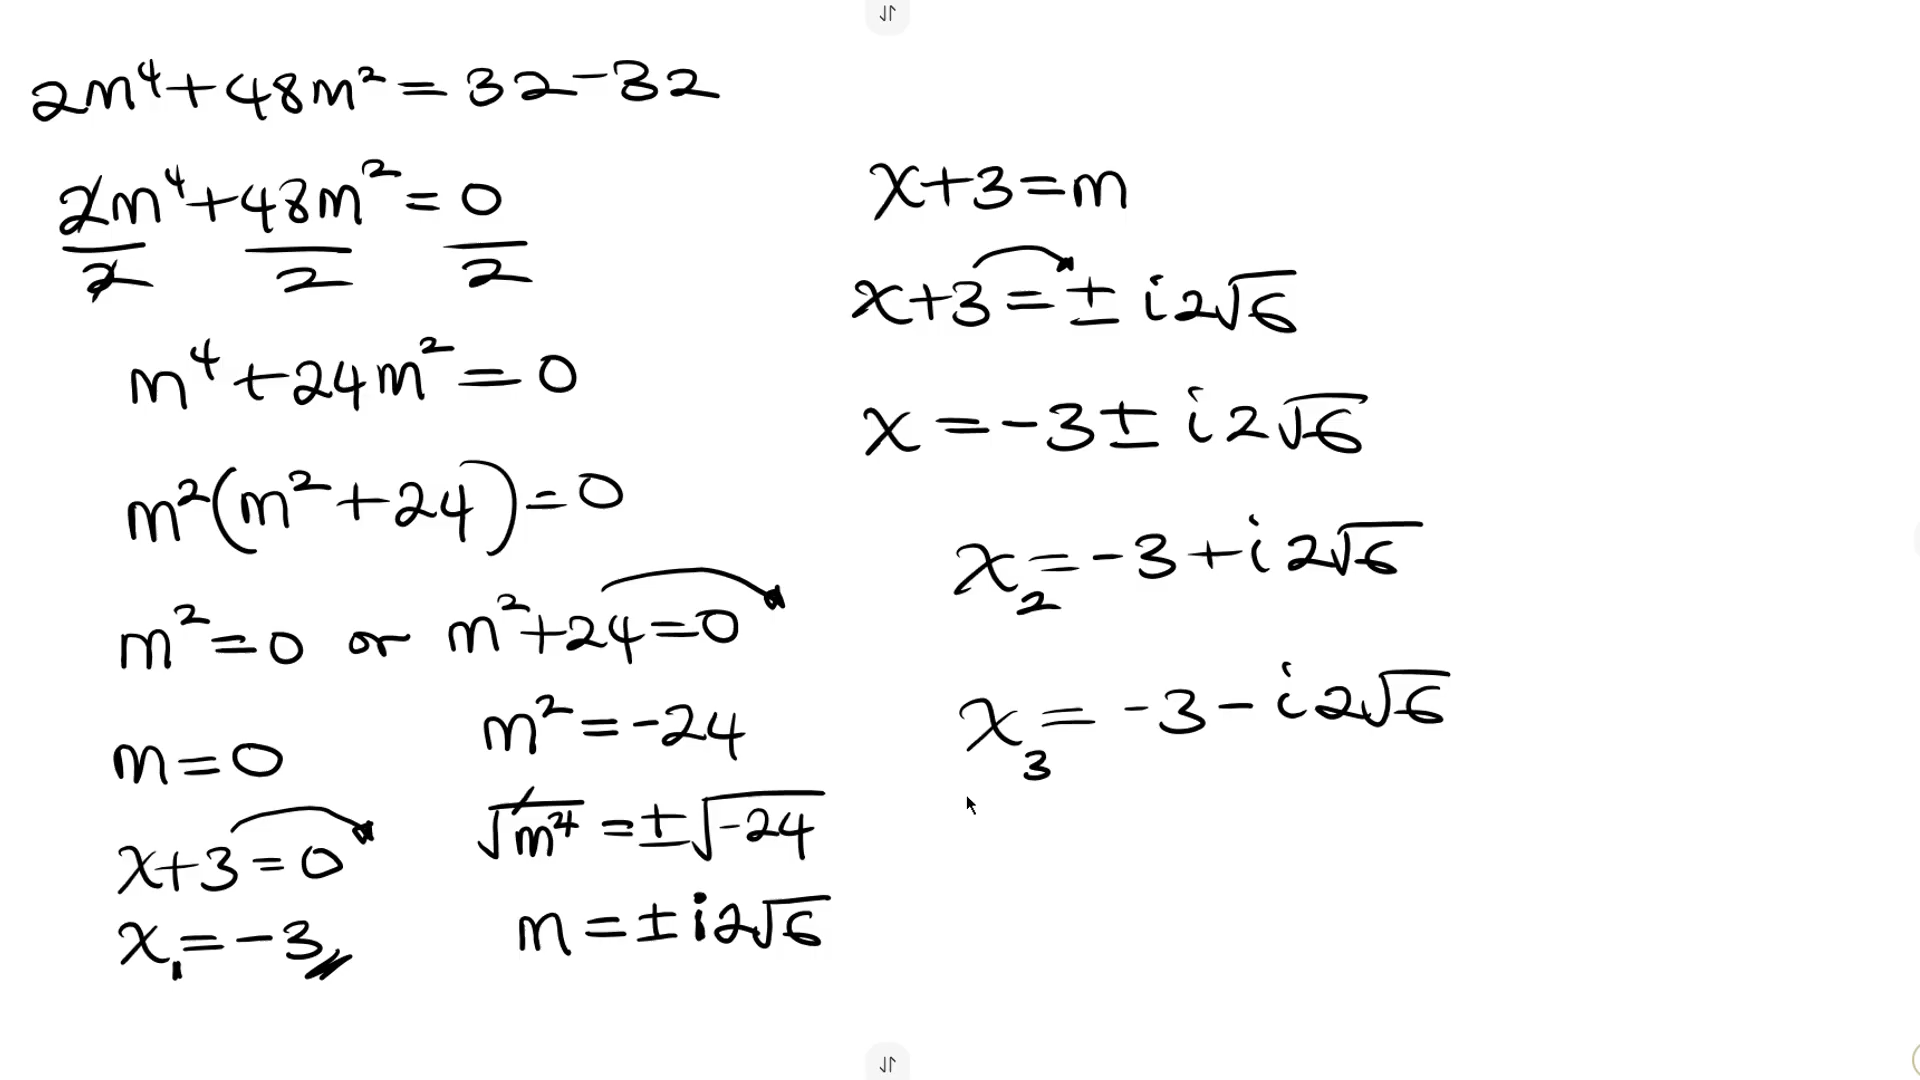 2m⁴+48m²=32-32
2m⁴/2+48m²/2=0/2
m⁴+24m²=0
m²(m²+24)=0
m²=0 or m²+24=0
m=0
x+3=0
x₁=-3
m²=-24
√m²=±√-24
m=±i2√6
x+3=m
x+3=±i2√6
x=-3±i2√6
x₂=-3+i2√6
x₃=-3-i2√6